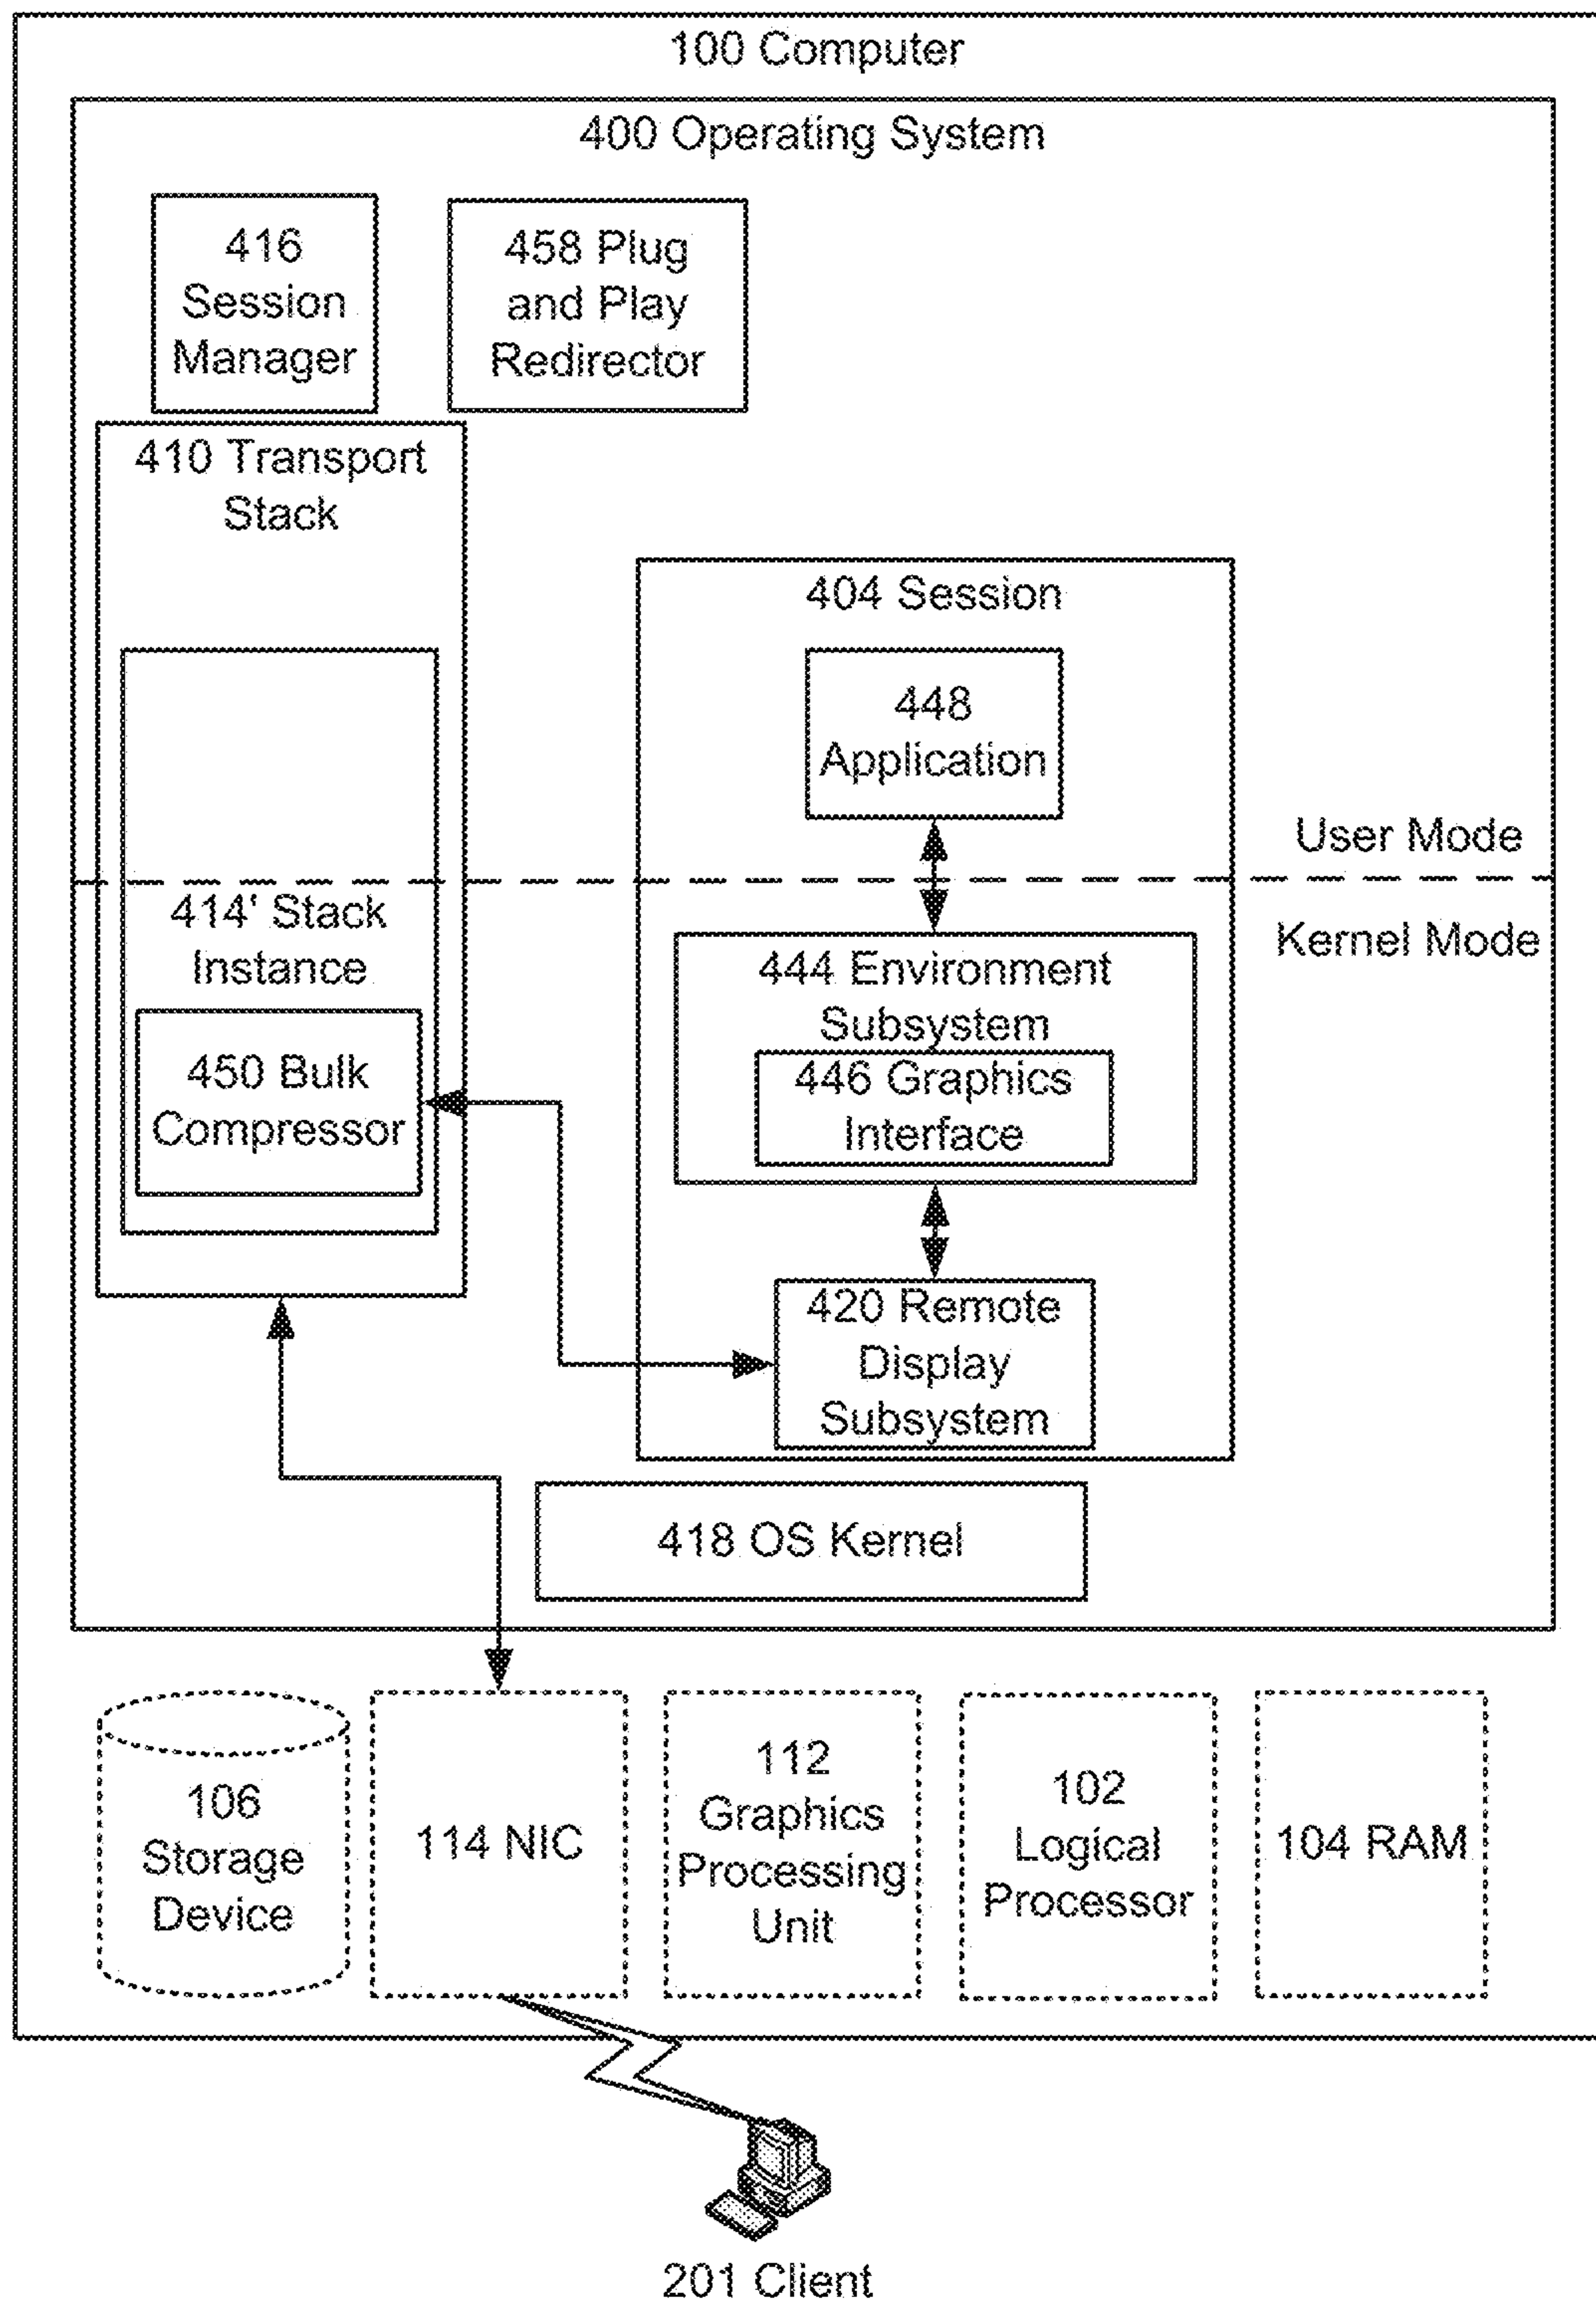 100 Computer
400 Operating System
416
Session
Manager
458 Plug
and Play
Redirector
410 Transport
Stack
404 Session
448
Application
User Mode
Kernel Mode
414' Stack
Instance
444 Environment
Subsystem
446 Graphics
Interface
450 Bulk
Compressor
420 Remote
Display
Subsystem
418 OS Kernel
106
Storage
Device
114 NIC
112
Graphics
Processing
Unit
102
Logical
Processor
104 RAM
201 Client